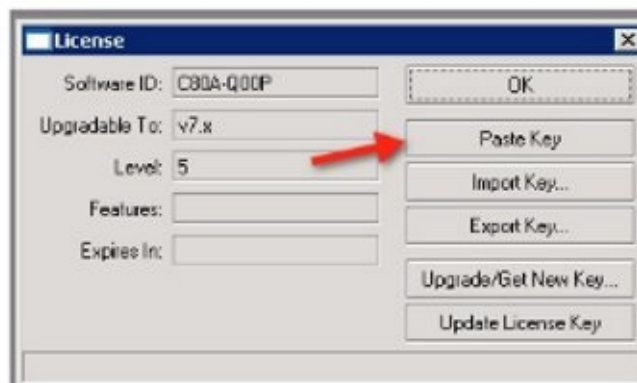 License
Software ID: C80A-Q00P
OK
Upgradable To: v7.x
Paste Key
Level: 5
Import Key...
Features:
Export Key...
Expires In:
Upgrade/Get New Key...
Update License Key